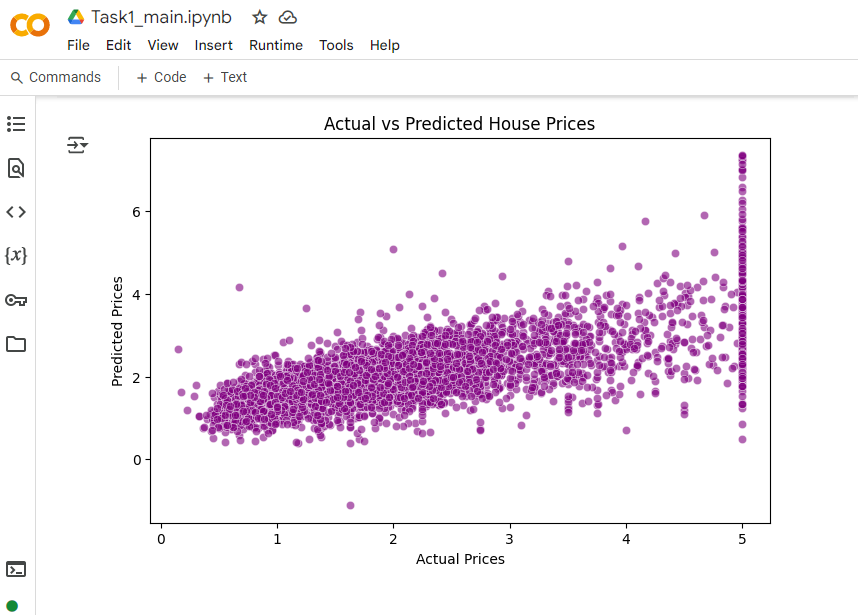 Task1_main.ipynb
File Edit View Insert Runtime Tools Help
Commands + Code + Text
{x}
Actual vs Predicted House Prices
Predicted Prices
6
4
2
0
0 1 2 3 4 5
Actual Prices